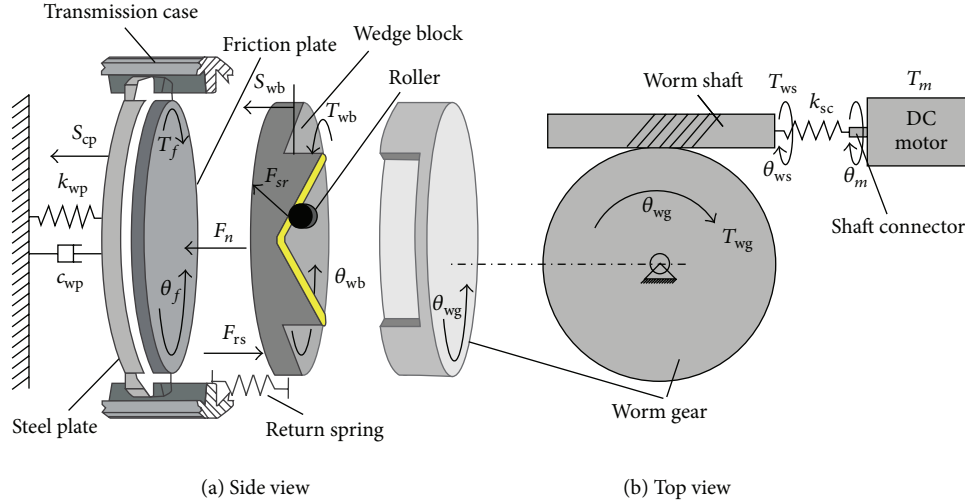 Transmission case
Friction plate
Wedge block
Roller
S_wb
T_wb
S_cp
T_f
F_sr
k_wp
F_n
c_wp
θ_f
θ_wb
θ_wg
F_rs
Steel plate
Return spring
Worm shaft
T_ws
k_sc
T_m
DC
motor
θ_ws
θ_m
Shaft connector
θ_wg
T_wg
Worm gear
(a) Side view
(b) Top view